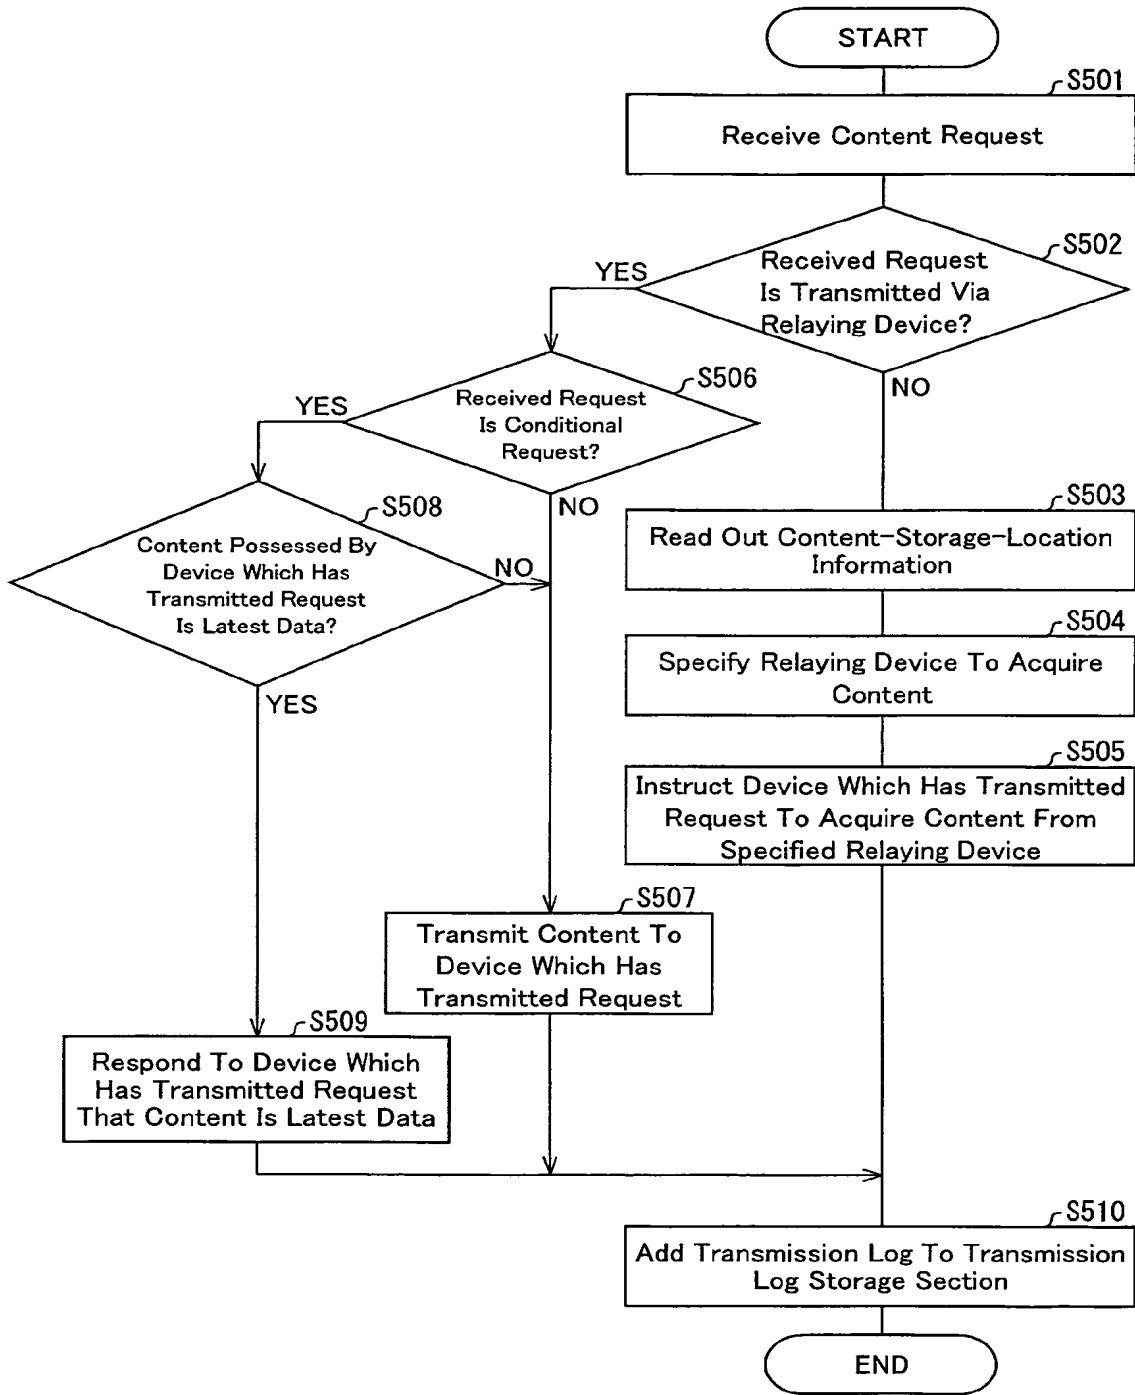 START
S501
Receive Content Request
S502
Received Request
Is Transmitted Via
Relaying Device?
YES
NO
S506
Received Request
Is Conditional
Request?
YES
NO
S508
Content Possessed By
Device Which Has
Transmitted Request
Is Latest Data?
NO
YES
S503
Read Out Content-Storage-Location
Information
S504
Specify Relaying Device To Acquire
Content
S505
Instruct Device Which Has Transmitted
Request To Acquire Content From
Specified Relaying Device
S507
Transmit Content To
Device Which Has
Transmitted Request
S509
Respond To Device Which
Has Transmitted Request
That Content Is Latest Data
S510
Add Transmission Log To Transmission
Log Storage Section
END